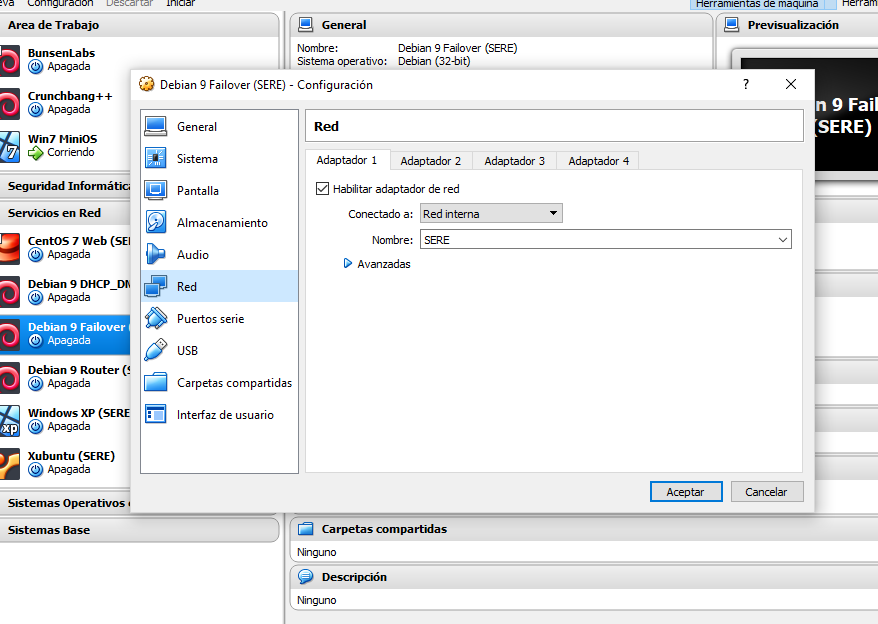 Configuración Descartar Iniciar
Herramientas de máquina
Area de Trabajo
BunsenLabs
Apagada
Crunchbang++
Apagada
Win7 MiniOS
Corriendo
Seguridad Informática
Servicios en Red
CentOS 7 Web (SE
Apagada
Debian 9 DHCP_DN
Apagada
Debian 9 Failover (
Apagada
Debian 9 Router (S
Apagada
Windows XP (SERE
Apagada
Xubuntu (SERE)
Apagada
Sistemas Operativos
Sistemas Base
General
Nombre: Debian 9 Failover (SERE)
Sistema operativo: Debian (32-bit)
Previsualización
n 9 Fail
(SERE)
Debian 9 Failover (SERE) - Configuración
?
General
Sistema
Pantalla
Almacenamiento
Audio
Red
Puertos serie
USB
Carpetas compartidas
Interfaz de usuario
Red
Adaptador 1 Adaptador 2 Adaptador 3 Adaptador 4
Habilitar adaptador de red
Conectado a: Red interna
Nombre: SERE
Avanzadas
Aceptar Cancelar
Carpetas compartidas
Ninguno
Descripción
Ninguno